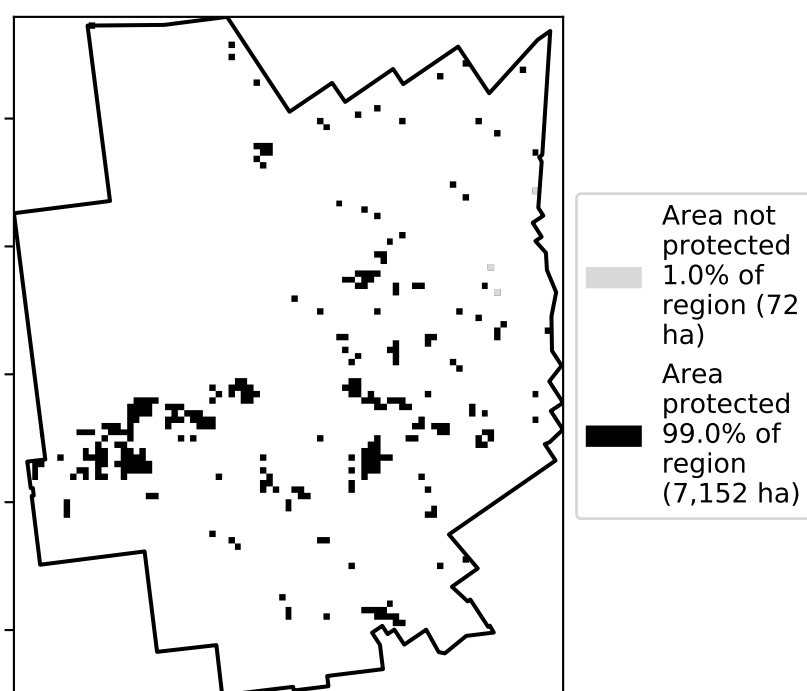 Area not
protected
1.0% of
region (72
ha)
Area
protected
99.0% of
region
(7,152 ha)